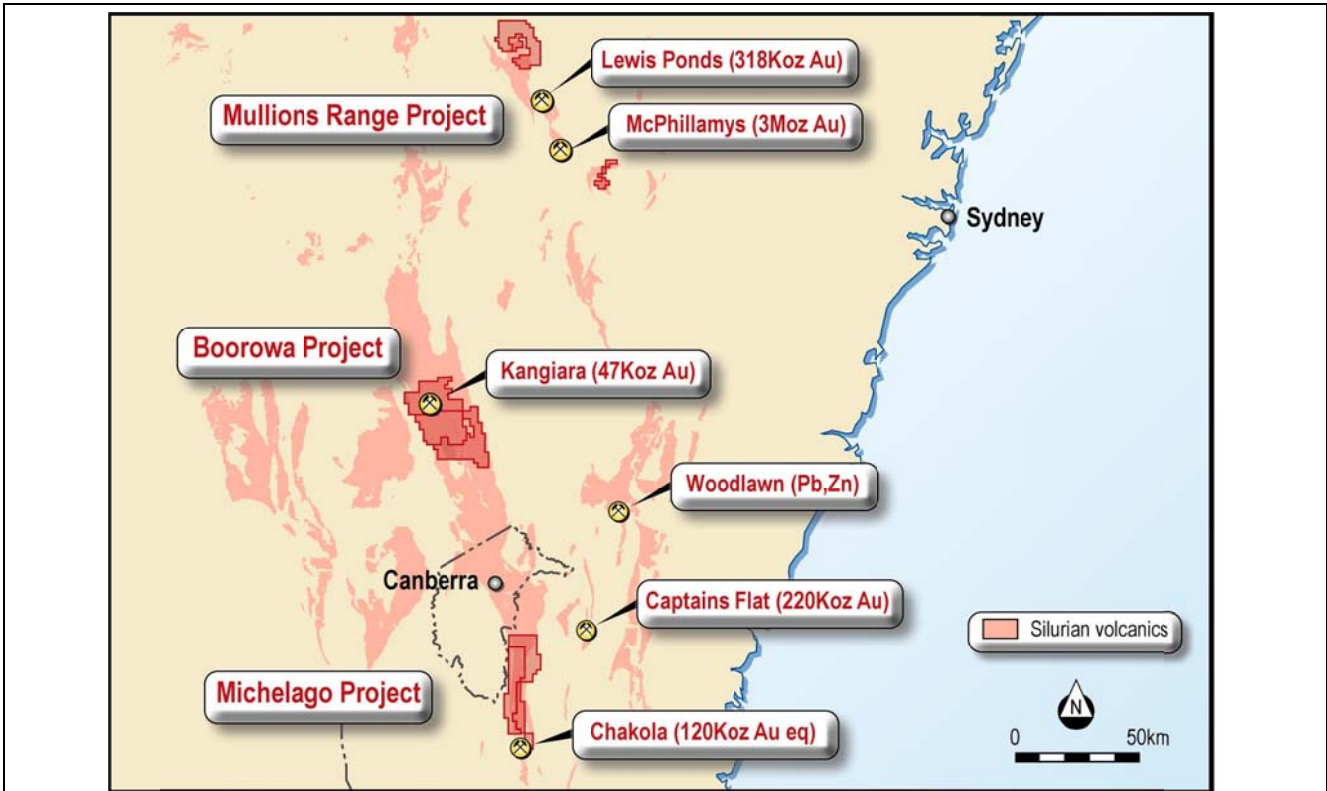 Lewis Ponds (318Koz Au)
Mullions Range Project
McPhillamys (3Moz Au)
Sydney
Boorowa Project
Kangiara (47Koz Au)
Woodlawn (Pb,Zn)
Canberra
Captains Flat (220Koz Au)
Silurian volcanics
Michelago Project
N
Chakola (120Koz Au eq)
0 50km